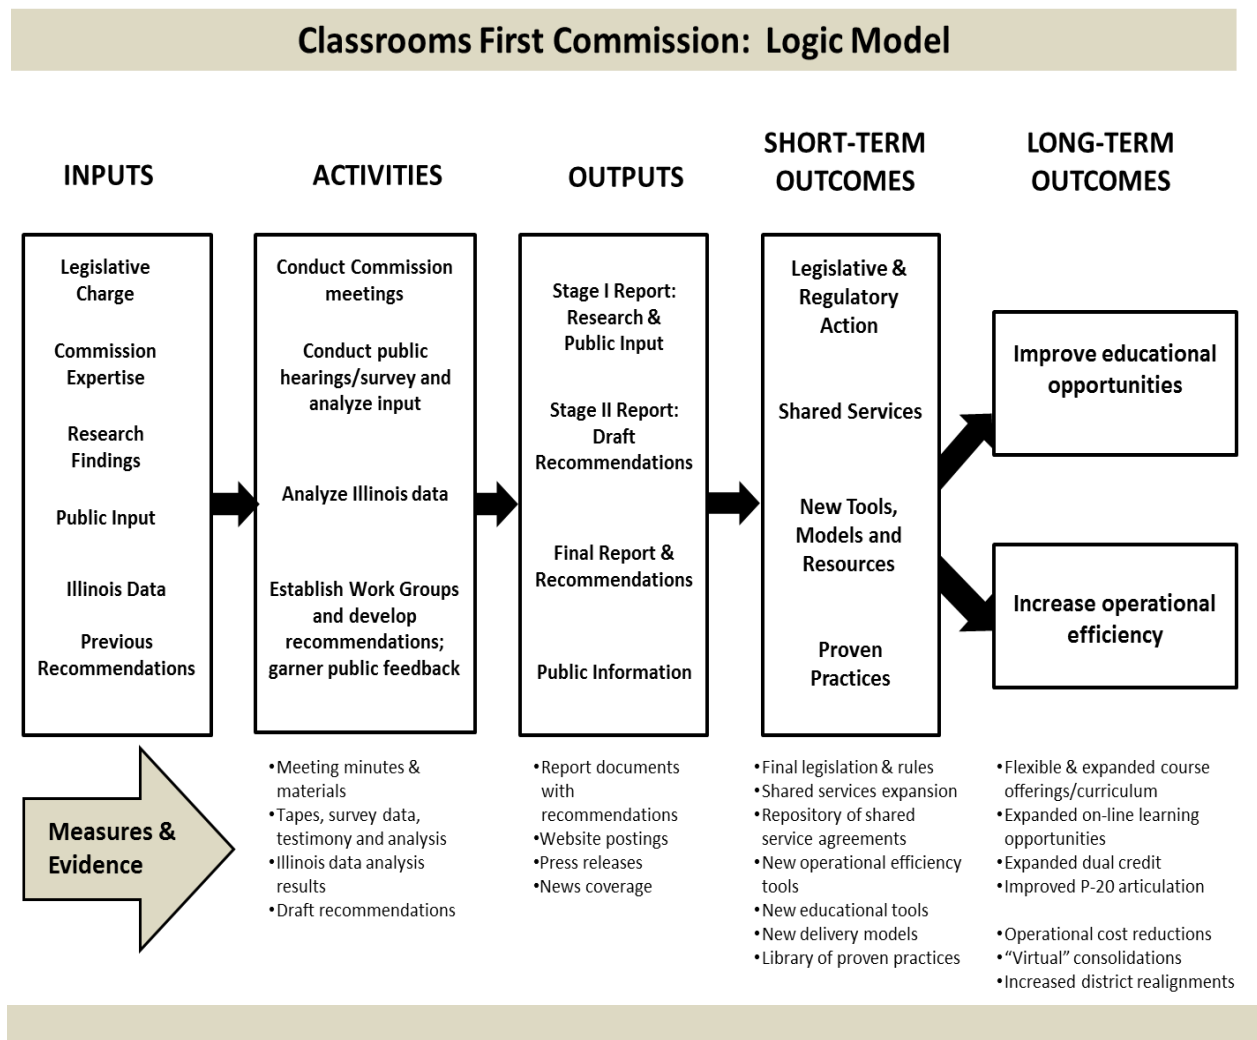 Classrooms First Commission: Logic Model
INPUTS
Legislative
Charge
Commission
Expertise
Research
Findings
Public Input
Illinois Data
Previous
Recommendations
ACTIVITIES
Conduct Commission
meetings
Conduct public
hearings/survey and
analyze input
Analyze Illinois data
Establish Work Groups
and develop
recommendations;
garner public feedback
OUTPUTS
Stage I Report:
Research &
Public Input
Stage II Report:
Draft
Recommendations
Final Report &
Recommendations
Public Information
SHORT-TERM
OUTCOMES
Legislative &
Regulatory
Action
Shared Services
New Tools,
Models and
Resources
Proven
Practices
LONG-TERM
OUTCOMES
Improve educational
opportunities
Increase operational
efficiency
Measures &
Evidence
•Meeting minutes &
materials
•Tapes, survey data,
testimony and analysis
•Illinois data analysis
results
•Draft recommendations
•Report documents
with
recommendations
•Website postings
•Press releases
•News coverage
•Final legislation & rules
•Shared services expansion
•Repository of shared
service agreements
•New operational efficiency
tools
•New educational tools
•New delivery models
•Library of proven practices
•Flexible & expanded course
offerings/curriculum
•Expanded on-line learning
opportunities
•Expanded dual credit
•Improved P-20 articulation
•Operational cost reductions
•“Virtual” consolidations
•Increased district realignments